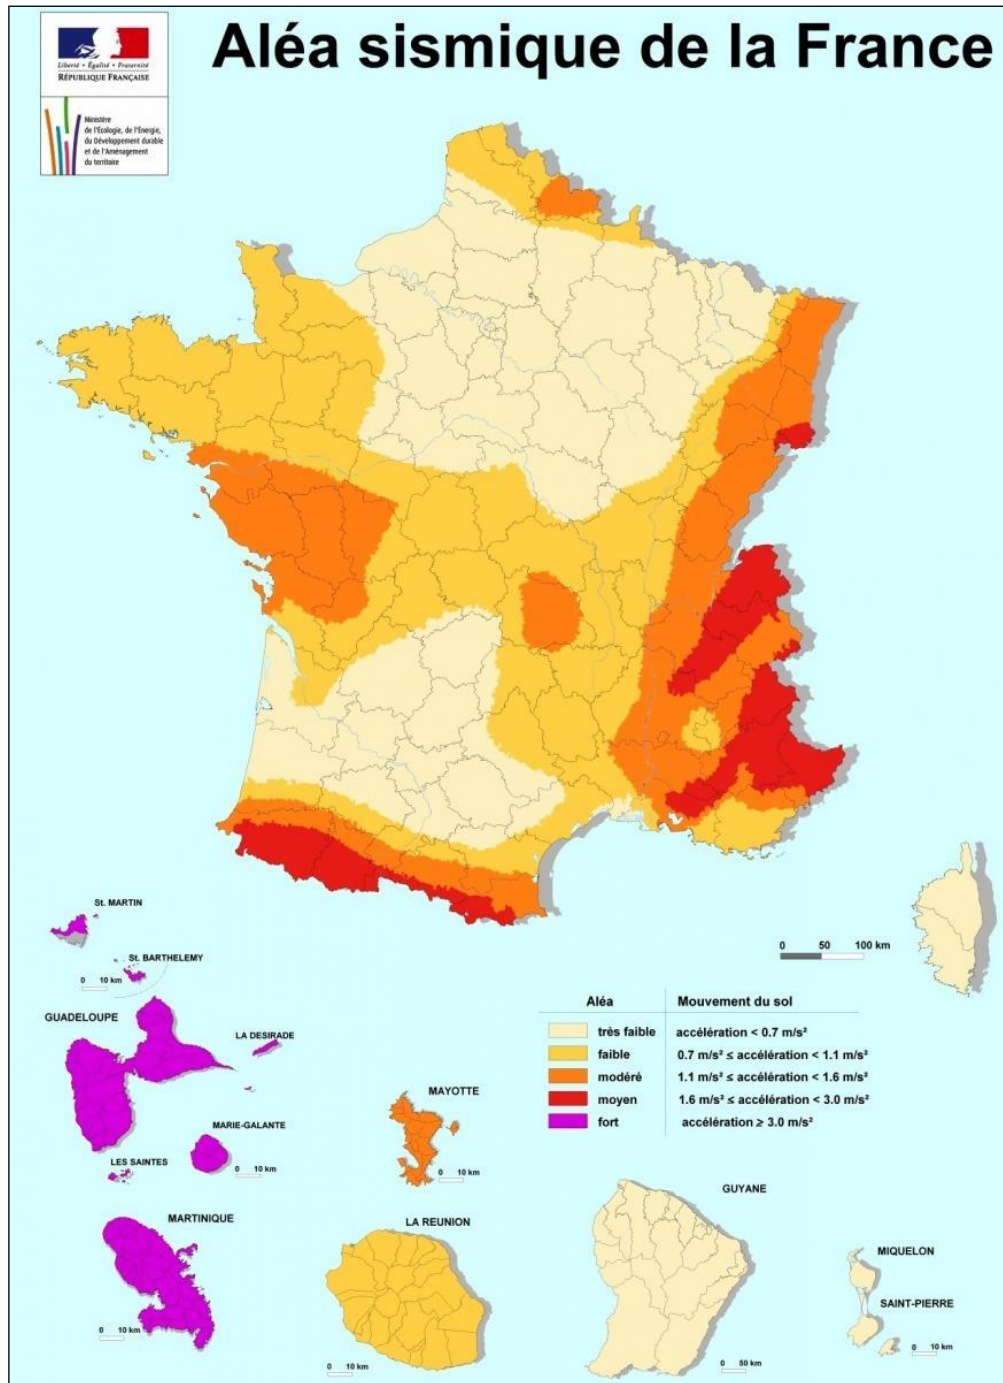 Aléa sismique de la France
Liberté • Égalité • Fraternité
RÉPUBLIQUE FRANÇAISE
Ministère
de l'Écologie, de l'Énergie,
du Développement durable
et de l'Aménagement
du territoire
0 50 100 km
St. MARTIN
St. BARTHELEMY
0 10 km
GUADELOUPE
LA DESIRADE
MARIE-GALANTE
0 10 km
LES SAINTES
MAYOTTE
0 10 km
Aléa Mouvement du sol
très faible accélération < 0.7 m/s²
faible 0.7 m/s² ≤ accélération < 1.1 m/s²
modéré 1.1 m/s² ≤ accélération < 1.6 m/s²
moyen 1.6 m/s² ≤ accélération < 3.0 m/s²
fort accélération ≥ 3.0 m/s²
MARTINIQUE
0 10 km
LA REUNION
0 10 km
GUYANE
0 50 km
MIQUELON
SAINT-PIERRE
0 10 km